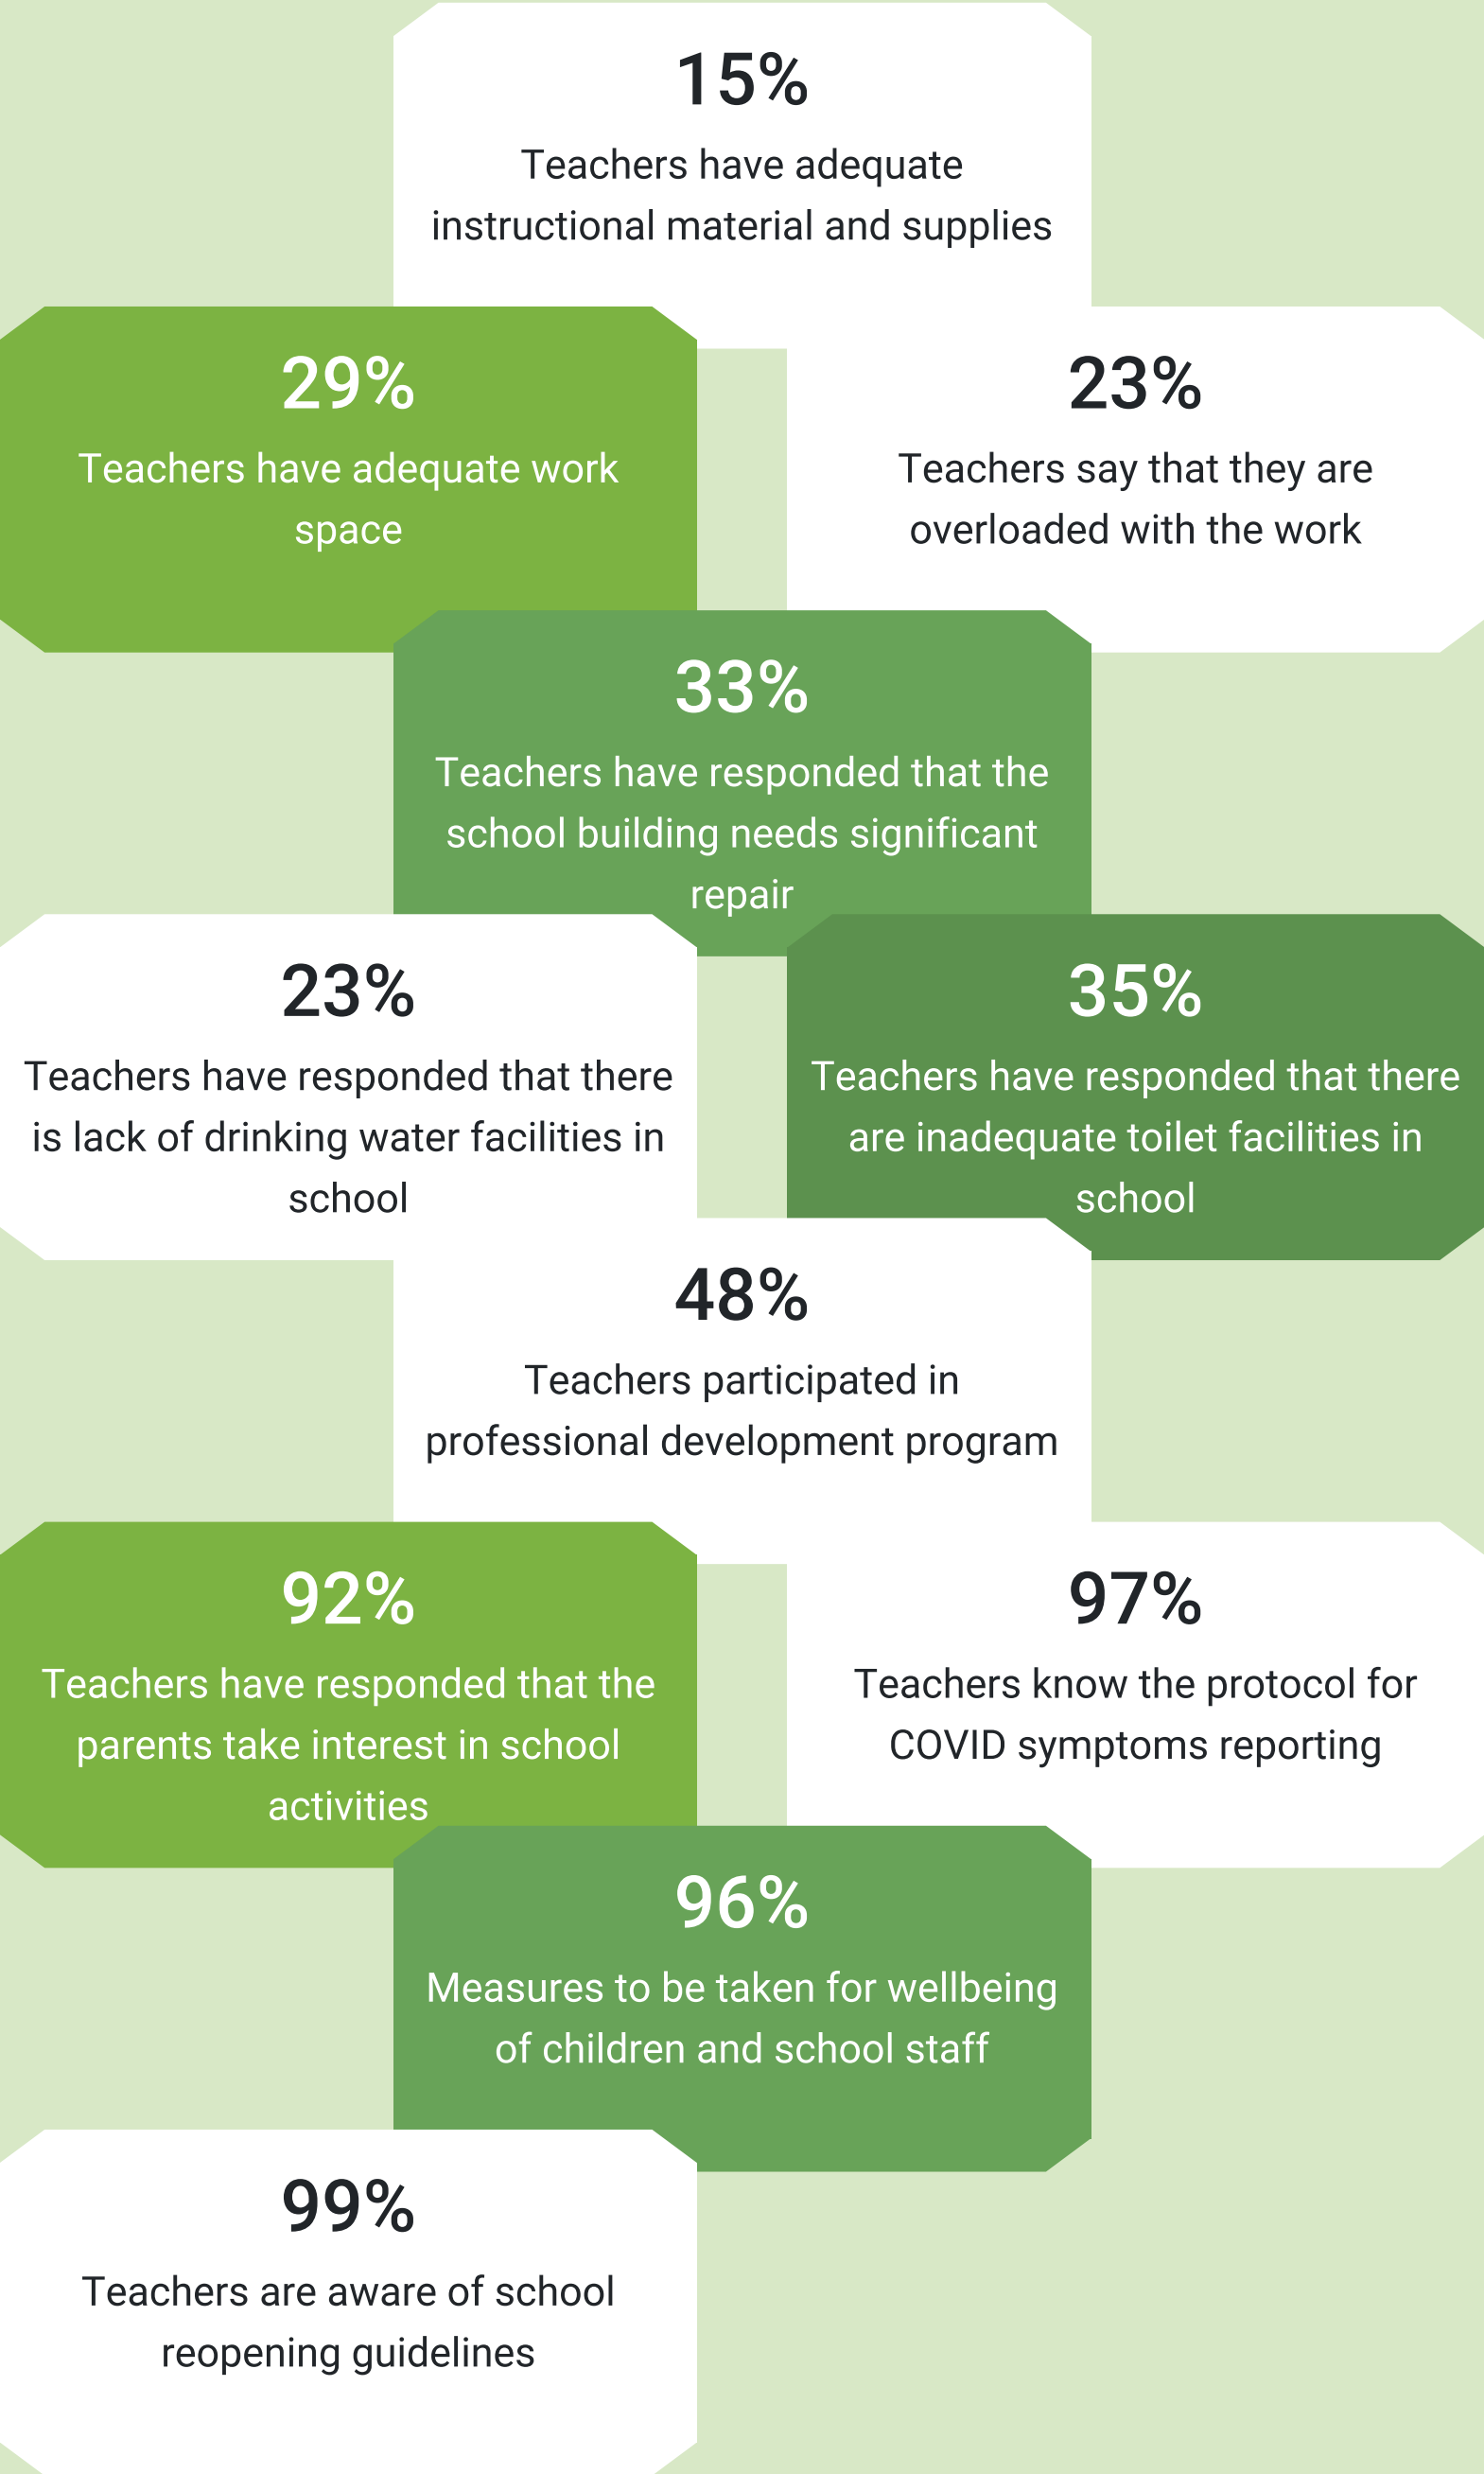 15%
Teachers have adequate
instructional material and supplies
29%
Teachers have adequate work
space
23%
Teachers say that they are
overloaded with the work
33%
Teachers have responded that the
school building needs significant
repair
23%
Teachers have responded that there
is lack of drinking water facilities in
school
35%
Teachers have responded that there
are inadequate toilet facilities in
school
48%
Teachers participated in
professional development program
92%
Teachers have responded that the
parents take interest in school
activities
97%
Teachers know the protocol for
COVID symptoms reporting
96%
Measures to be taken for wellbeing
of children and school staff
99%
Teachers are aware of school
reopening guidelines